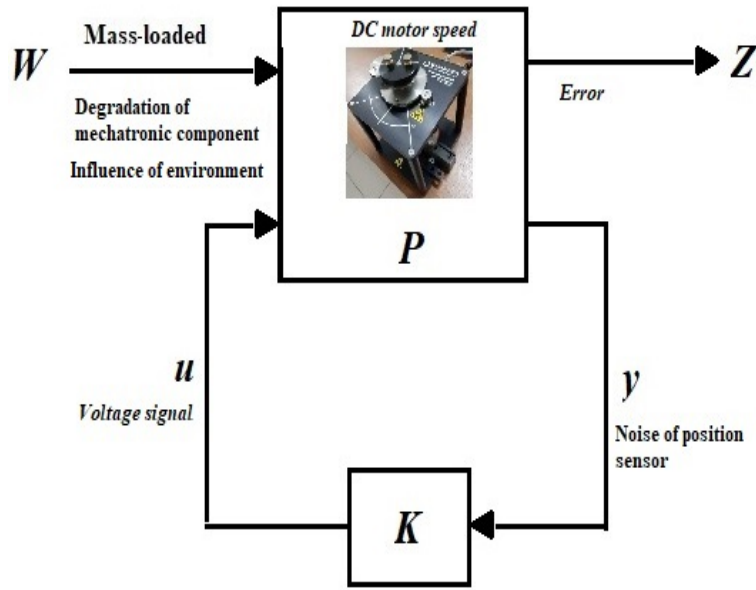 Mass-loaded
DC motor speed
W
Z
Degradation of
mechatronic component
Influence of environment
Error
P
u
Voltage signal
y
Noise of position
sensor
K